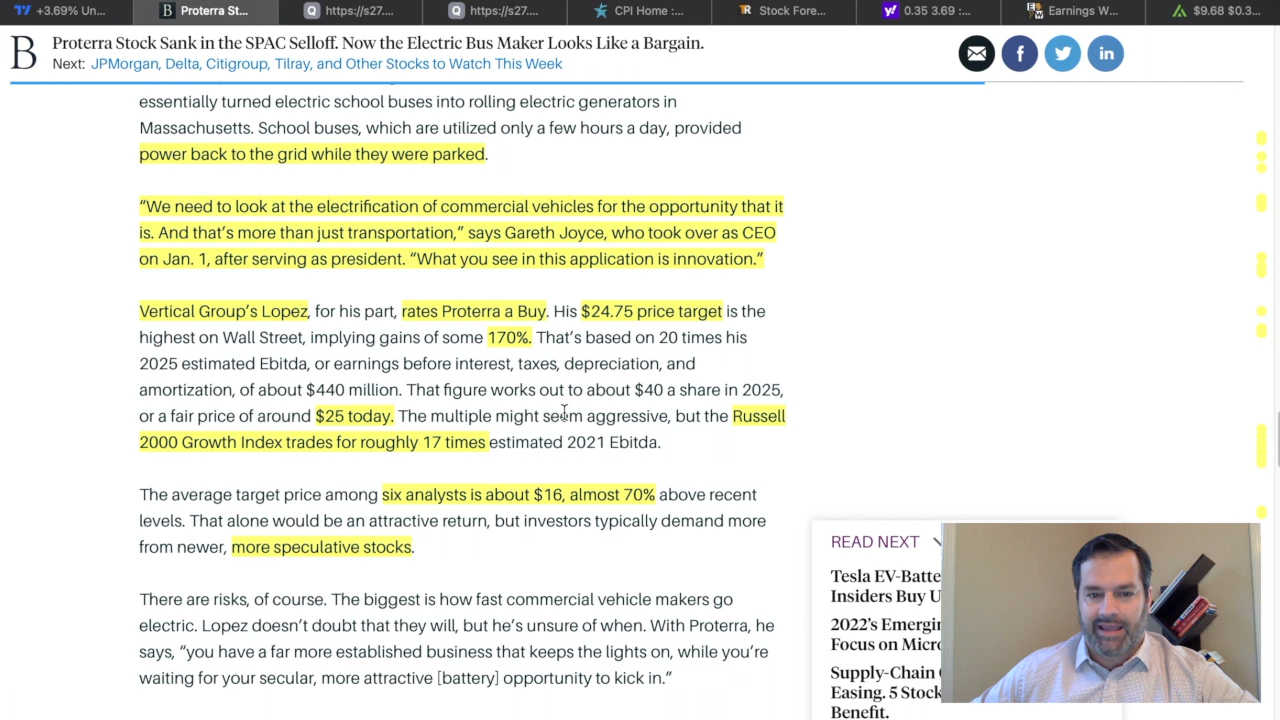 +3.69% Un...
B Proterra St...
Q https://s27....
Q https://s27....
CPI Home :...
R Stock Fore...
y! 0.35 3.69 :...
Earnings W...
$9.68 $0.3...
B
Proterra Stock Sank in the SPAC Selloff. Now the Electric Bus Maker Looks Like a Bargain.
Next: JPMorgan, Delta, Citigroup, Tilray, and Other Stocks to Watch This Week
essentially turned electric school buses into rolling electric generators in
Massachusetts. School buses, which are utilized only a few hours a day, provided
power back to the grid while they were parked.
“We need to look at the electrification of commercial vehicles for the opportunity that it
is. And that’s more than just transportation,” says Gareth Joyce, who took over as CEO
on Jan. 1, after serving as president. “What you see in this application is innovation.”
Vertical Group’s Lopez, for his part, rates Proterra a Buy. His $24.75 price target is the
highest on Wall Street, implying gains of some 170%. That’s based on 20 times his
2025 estimated Ebitda, or earnings before interest, taxes, depreciation, and
amortization, of about $440 million. That figure works out to about $40 a share in 2025,
or a fair price of around $25 today. The multiple might seem aggressive, but the Russell
2000 Growth Index trades for roughly 17 times estimated 2021 Ebitda.
The average target price among six analysts is about $16, almost 70% above recent
levels. That alone would be an attractive return, but investors typically demand more
from newer, more speculative stocks.
There are risks, of course. The biggest is how fast commercial vehicle makers go
electric. Lopez doesn’t doubt that they will, but he’s unsure of when. With Proterra, he
says, “you have a far more established business that keeps the lights on, while you’re
waiting for your secular, more attractive [battery] opportunity to kick in.”
READ NEXT
Tesla EV-Batte
Insiders Buy U
2022’s Emergin
Focus on Micro
Supply-Chain
Easing. 5 Stock
Benefit.